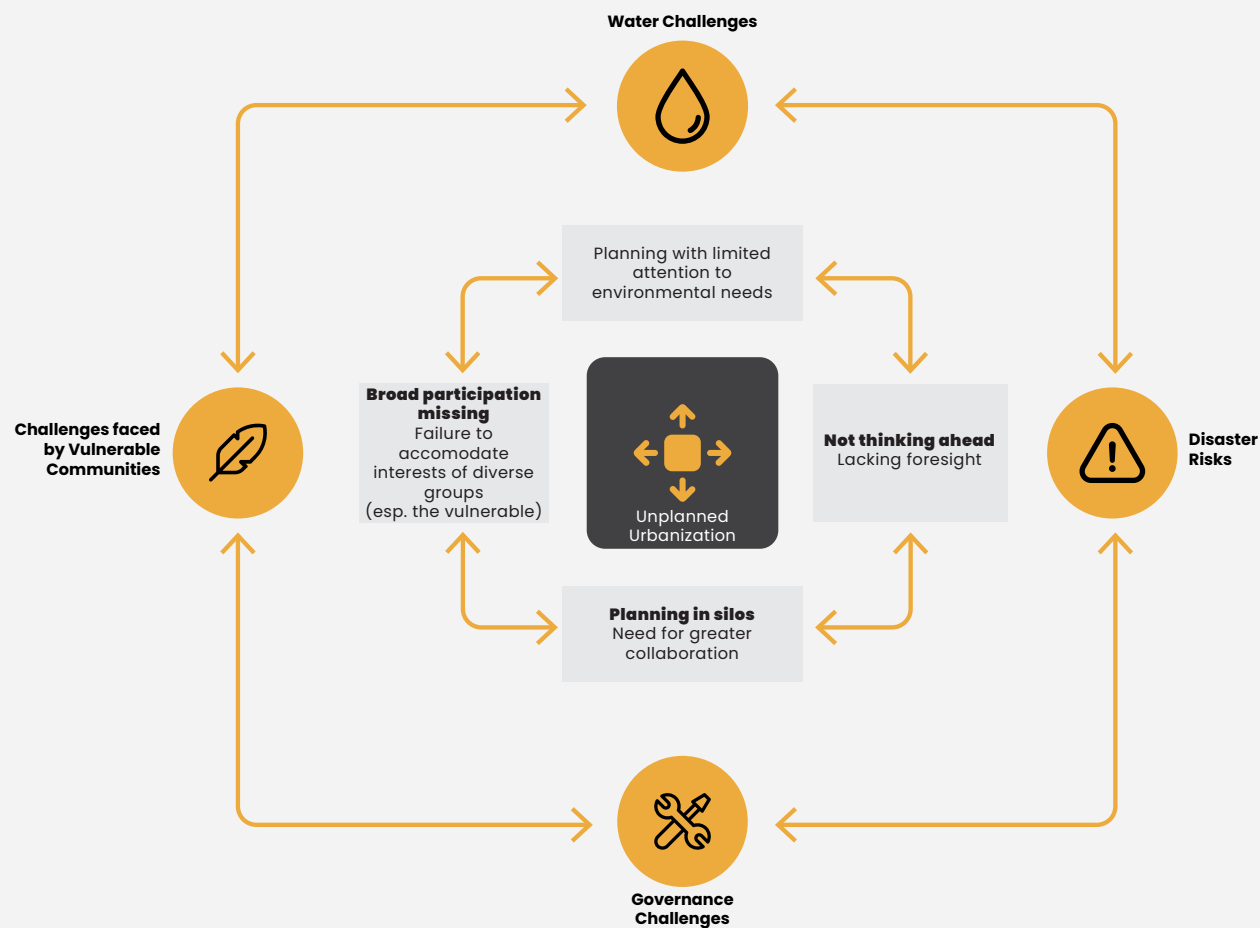 Water Challenges
Planning with limited
attention to
environmental needs
Broad participation
missing
Failure to
accomodate
interests of diverse
groups
(esp. the vulnerable)
Unplanned
Urbanization
Not thinking ahead
Lacking foresight
Challenges faced
by Vulnerable
Communities
Disaster
Risks
Planning in silos
Need for greater
collaboration
Governance
Challenges